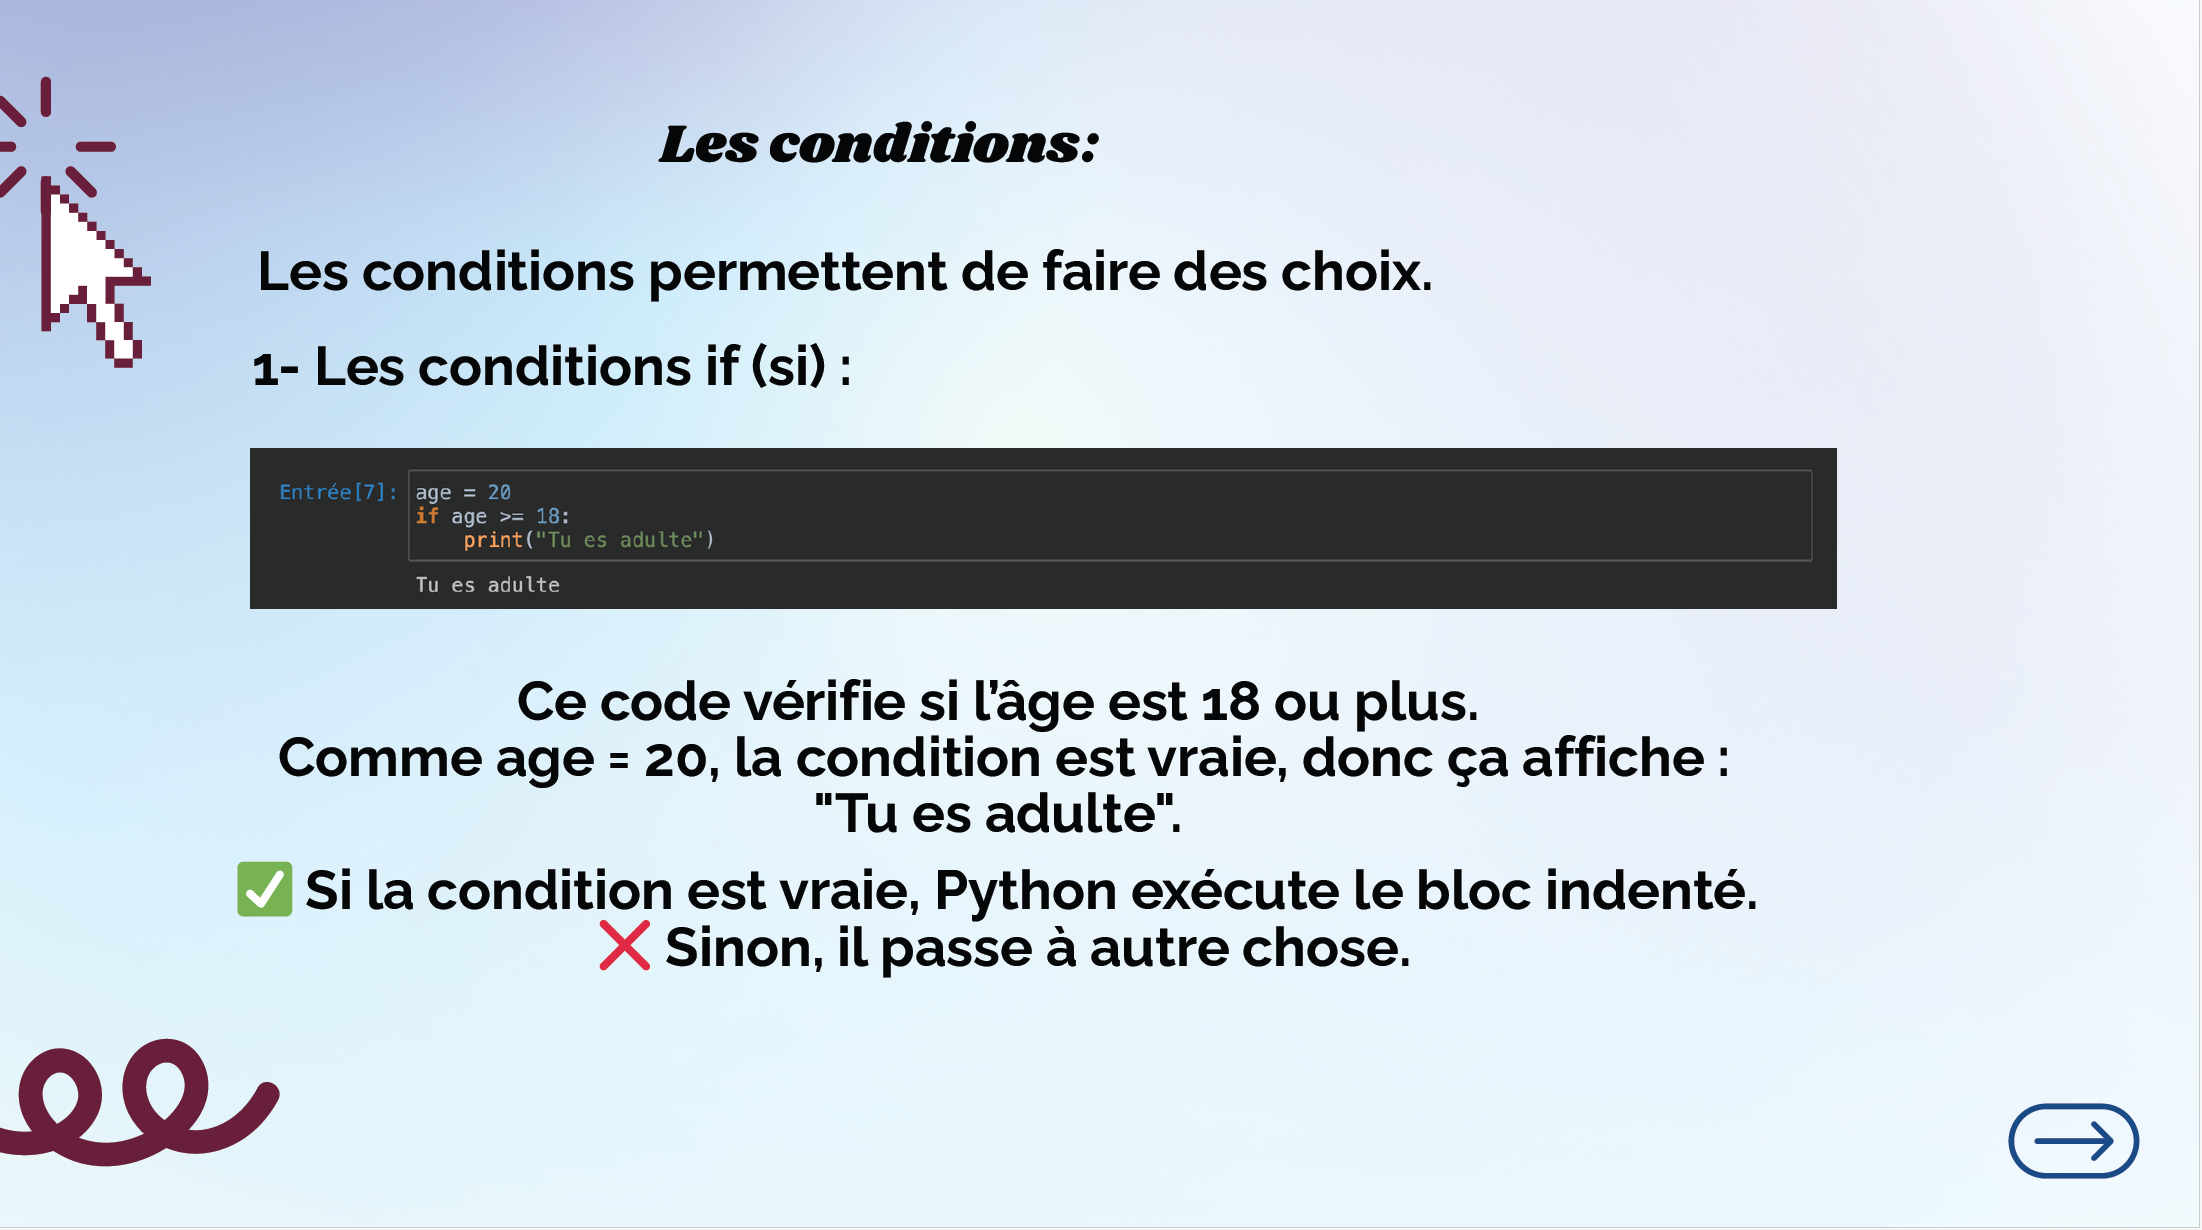 Les conditions:
Les conditions permettent de faire des choix.
1- Les conditions if (si) :
Entrée[7]: age = 20
if age >= 18:
    print("Tu es adulte")
Tu es adulte
Ce code vérifie si l’âge est 18 ou plus.
Comme age = 20, la condition est vraie, donc ça affiche :
"Tu es adulte".
✅ Si la condition est vraie, Python exécute le bloc indenté.
❌ Sinon, il passe à autre chose.